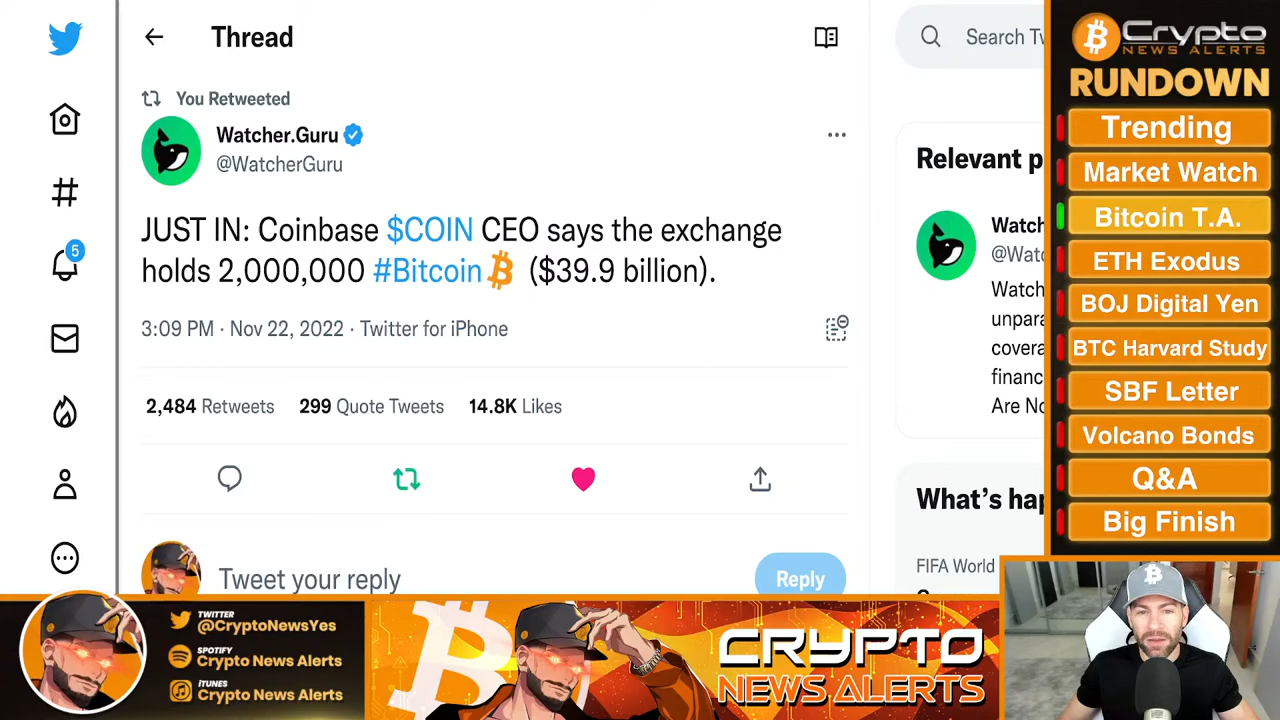 Thread
Search Tw
You Retweeted
Watcher.Guru
@WatcherGuru
JUST IN: Coinbase $COIN CEO says the exchange
holds 2,000,000 #Bitcoin ($39.9 billion).
3:09 PM · Nov 22, 2022 · Twitter for iPhone
2,484 Retweets 299 Quote Tweets 14.8K Likes
Tweet your reply
Reply
5
Relevant p
Watch
@Watc
Watch
unpara
covera
financ
Are No
What's hap
FIFA World
Crypto
NEWS ALERTS
RUNDOWN
Trending
Market Watch
Bitcoin T.A.
ETH Exodus
BOJ Digital Yen
BTC Harvard Study
SBF Letter
Volcano Bonds
Q&A
Big Finish
TWITTER
@CryptoNewsYes
SPOTIFY
Crypto News Alerts
iTUNES
Crypto News Alerts
CRYPTO
NEWS ALERTS